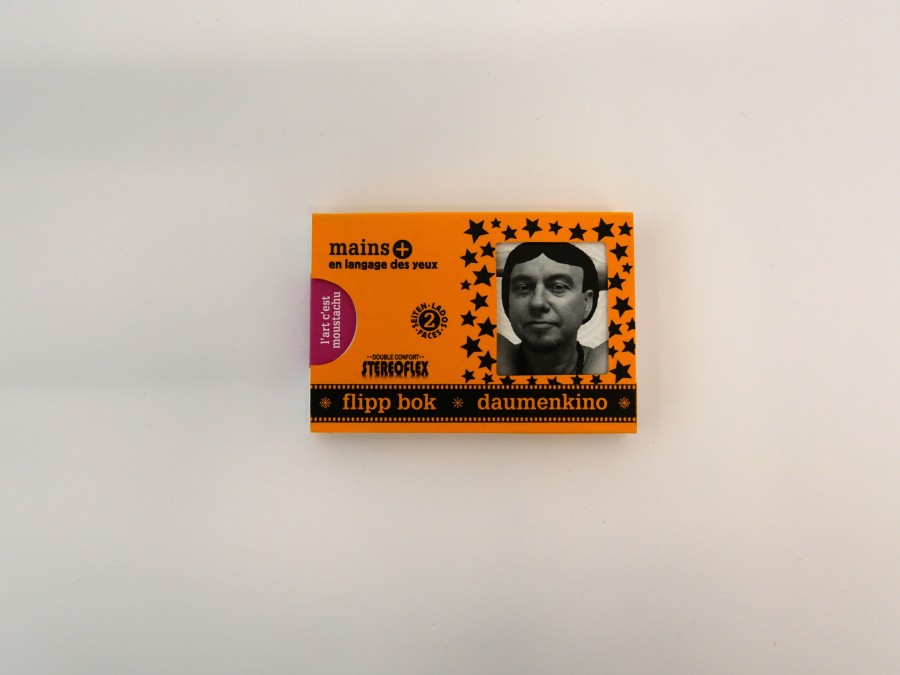 mains+
en langage des yeux
l'art c'est
moustachu
SEITEN-LADOS-FACES-
2
··DOUBLE CONFORT··
STEREOFLEX
flipp bok * daumenkino *